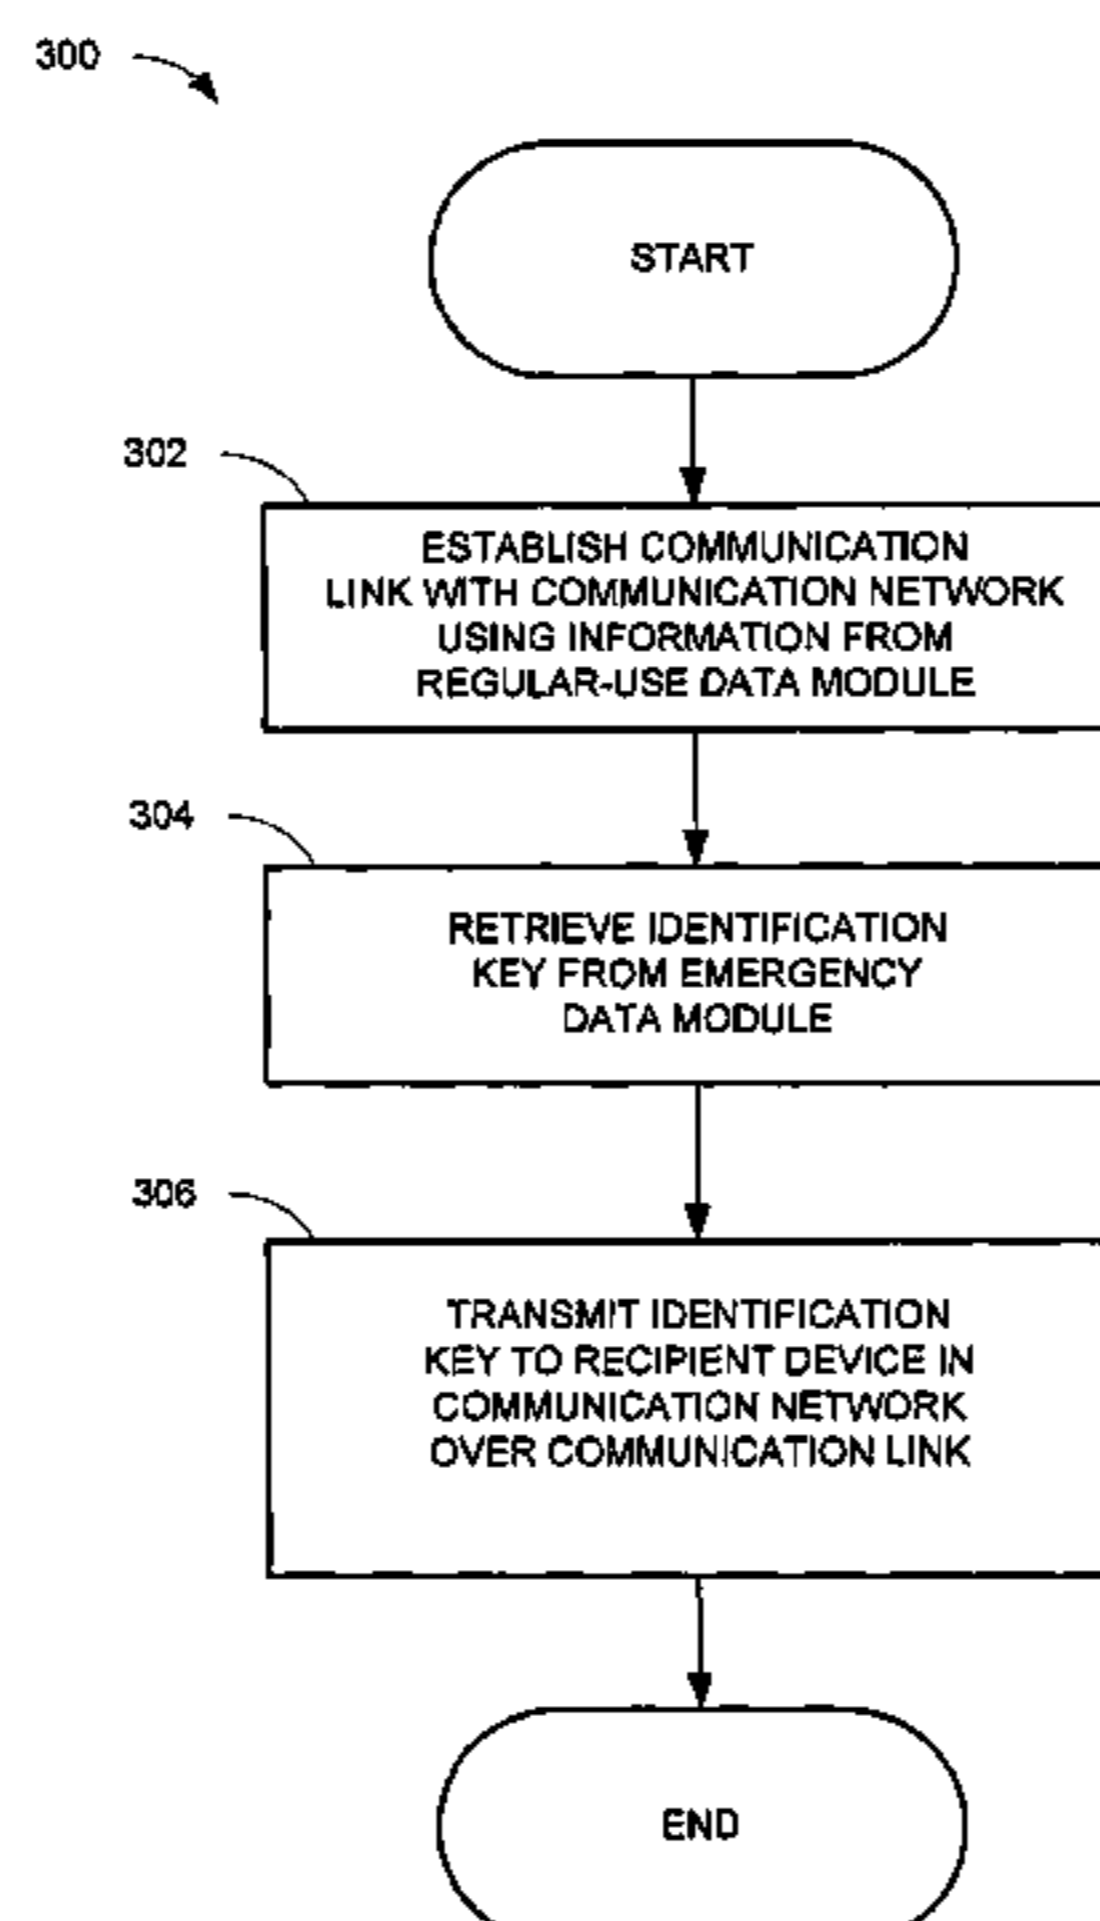 300
START
302
ESTABLISH COMMUNICATION
LINK WITH COMMUNICATION NETWORK
USING INFORMATION FROM
REGULAR-USE DATA MODULE
304
RETRIEVE IDENTIFICATION
KEY FROM EMERGENCY
DATA MODULE
306
TRANSMIT IDENTIFICATION
KEY TO RECIPIENT DEVICE IN
COMMUNICATION NETWORK
OVER COMMUNICATION LINK
END